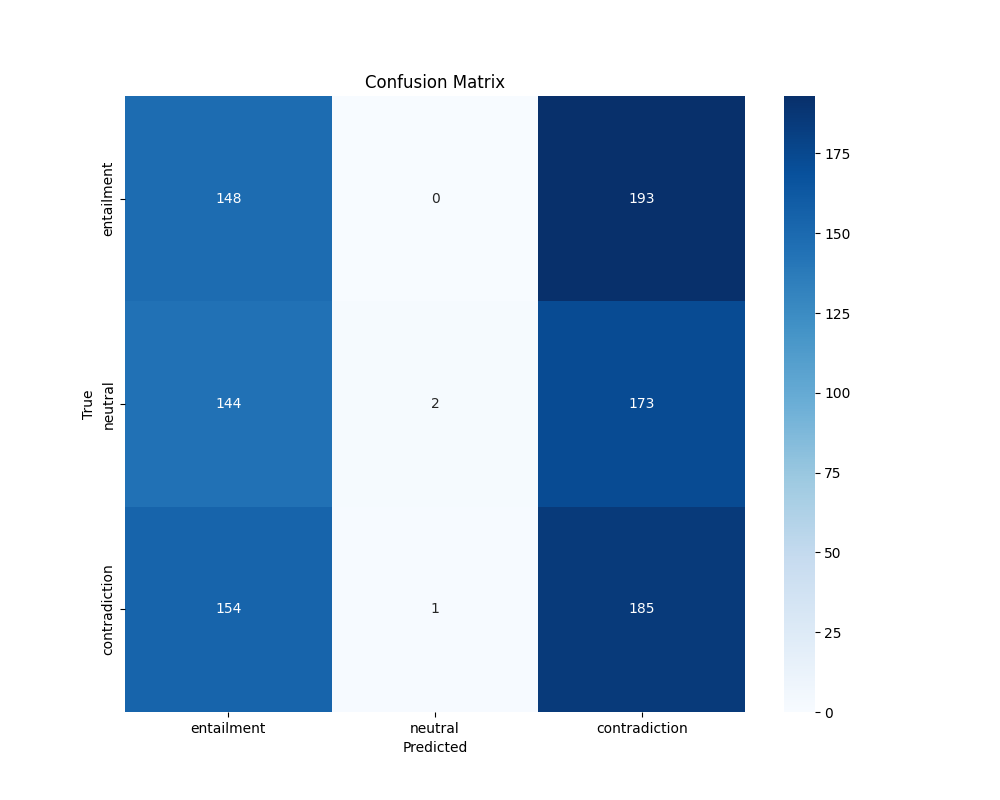 Confusion Matrix
entailment
neutral
contradiction
True
148 0 193
144 2 173
154 1 185
entailment neutral contradiction
Predicted
175
150
125
100
75
50
25
0